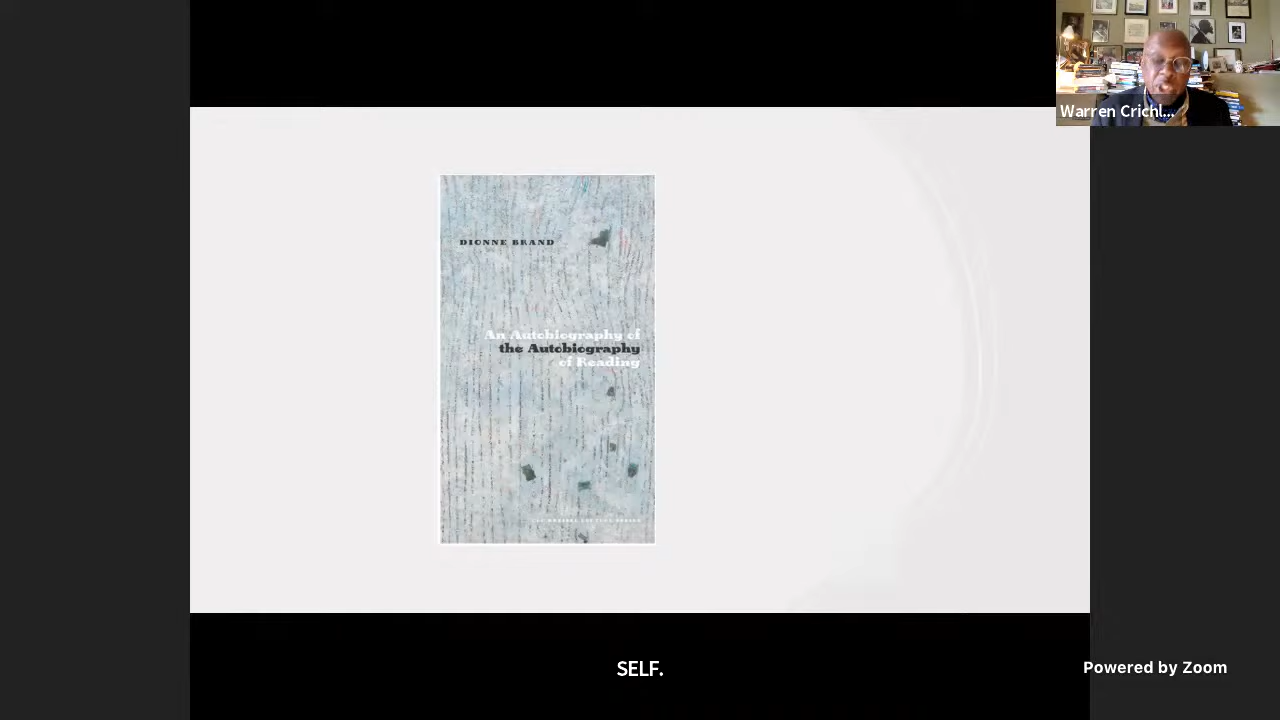 Warren Crichl...
DIONNE BRAND
An Autobiography of
the Autobiography
of Reading
SELF.
Powered by Zoom